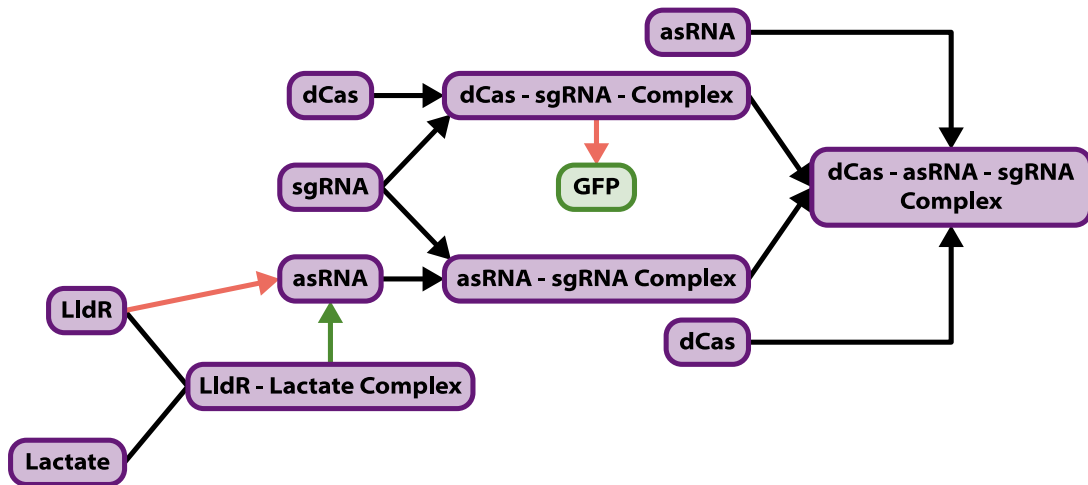 asRNA
dCas
dCas - sgRNA - Complex
sgRNA
GFP
dCas - asRNA - sgRNA
Complex
asRNA
asRNA - sgRNA Complex
LldR
dCas
LldR - Lactate Complex
Lactate